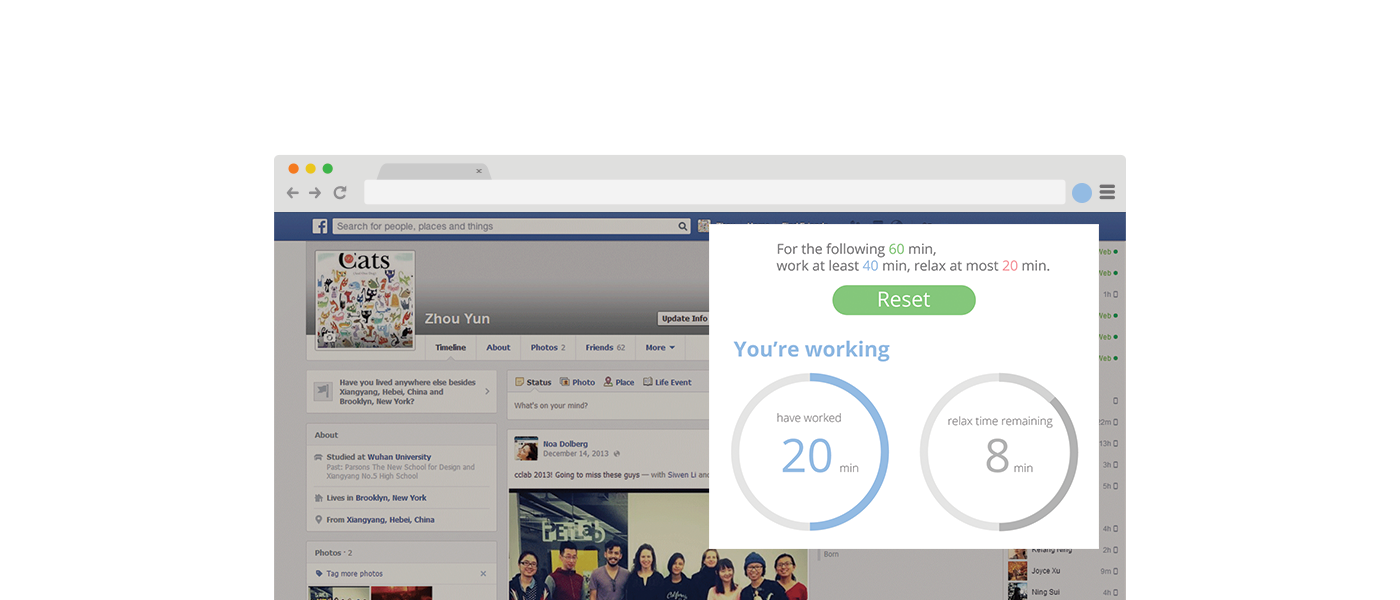 ×
f
Search for people, places and things
Cats
Zhou Yun
Update Info
Timeline
About
Photos 2
Friends 62
More
Have you lived anywhere else besides
Xiangyang, Hebei, China and
Brooklyn, New York?
About
Studied at Wuhan University
Past: Parsons The New School for Design and
Xiangyang No.5 High School
Lives in Brooklyn, New York
From Xiangyang, Hebei, China
Photos · 2
Tag more photos
×
Status
Photo
Place
Life Event
What's on your mind?
Noa Dolberg
December 14, 2013
cclab 2013! Going to miss these guys — with Siwen Li and
PETLab
California
Born
For the following 60 min,
work at least 40 min, relax at most 20 min.
Reset
You're working
have worked
20 min
relax time remaining
8 min
Web
Web
1h
Web
Web
Web
22m
13h
3h
5h
4h
2h
Joyce Xu
9m
Ning Sui
4h